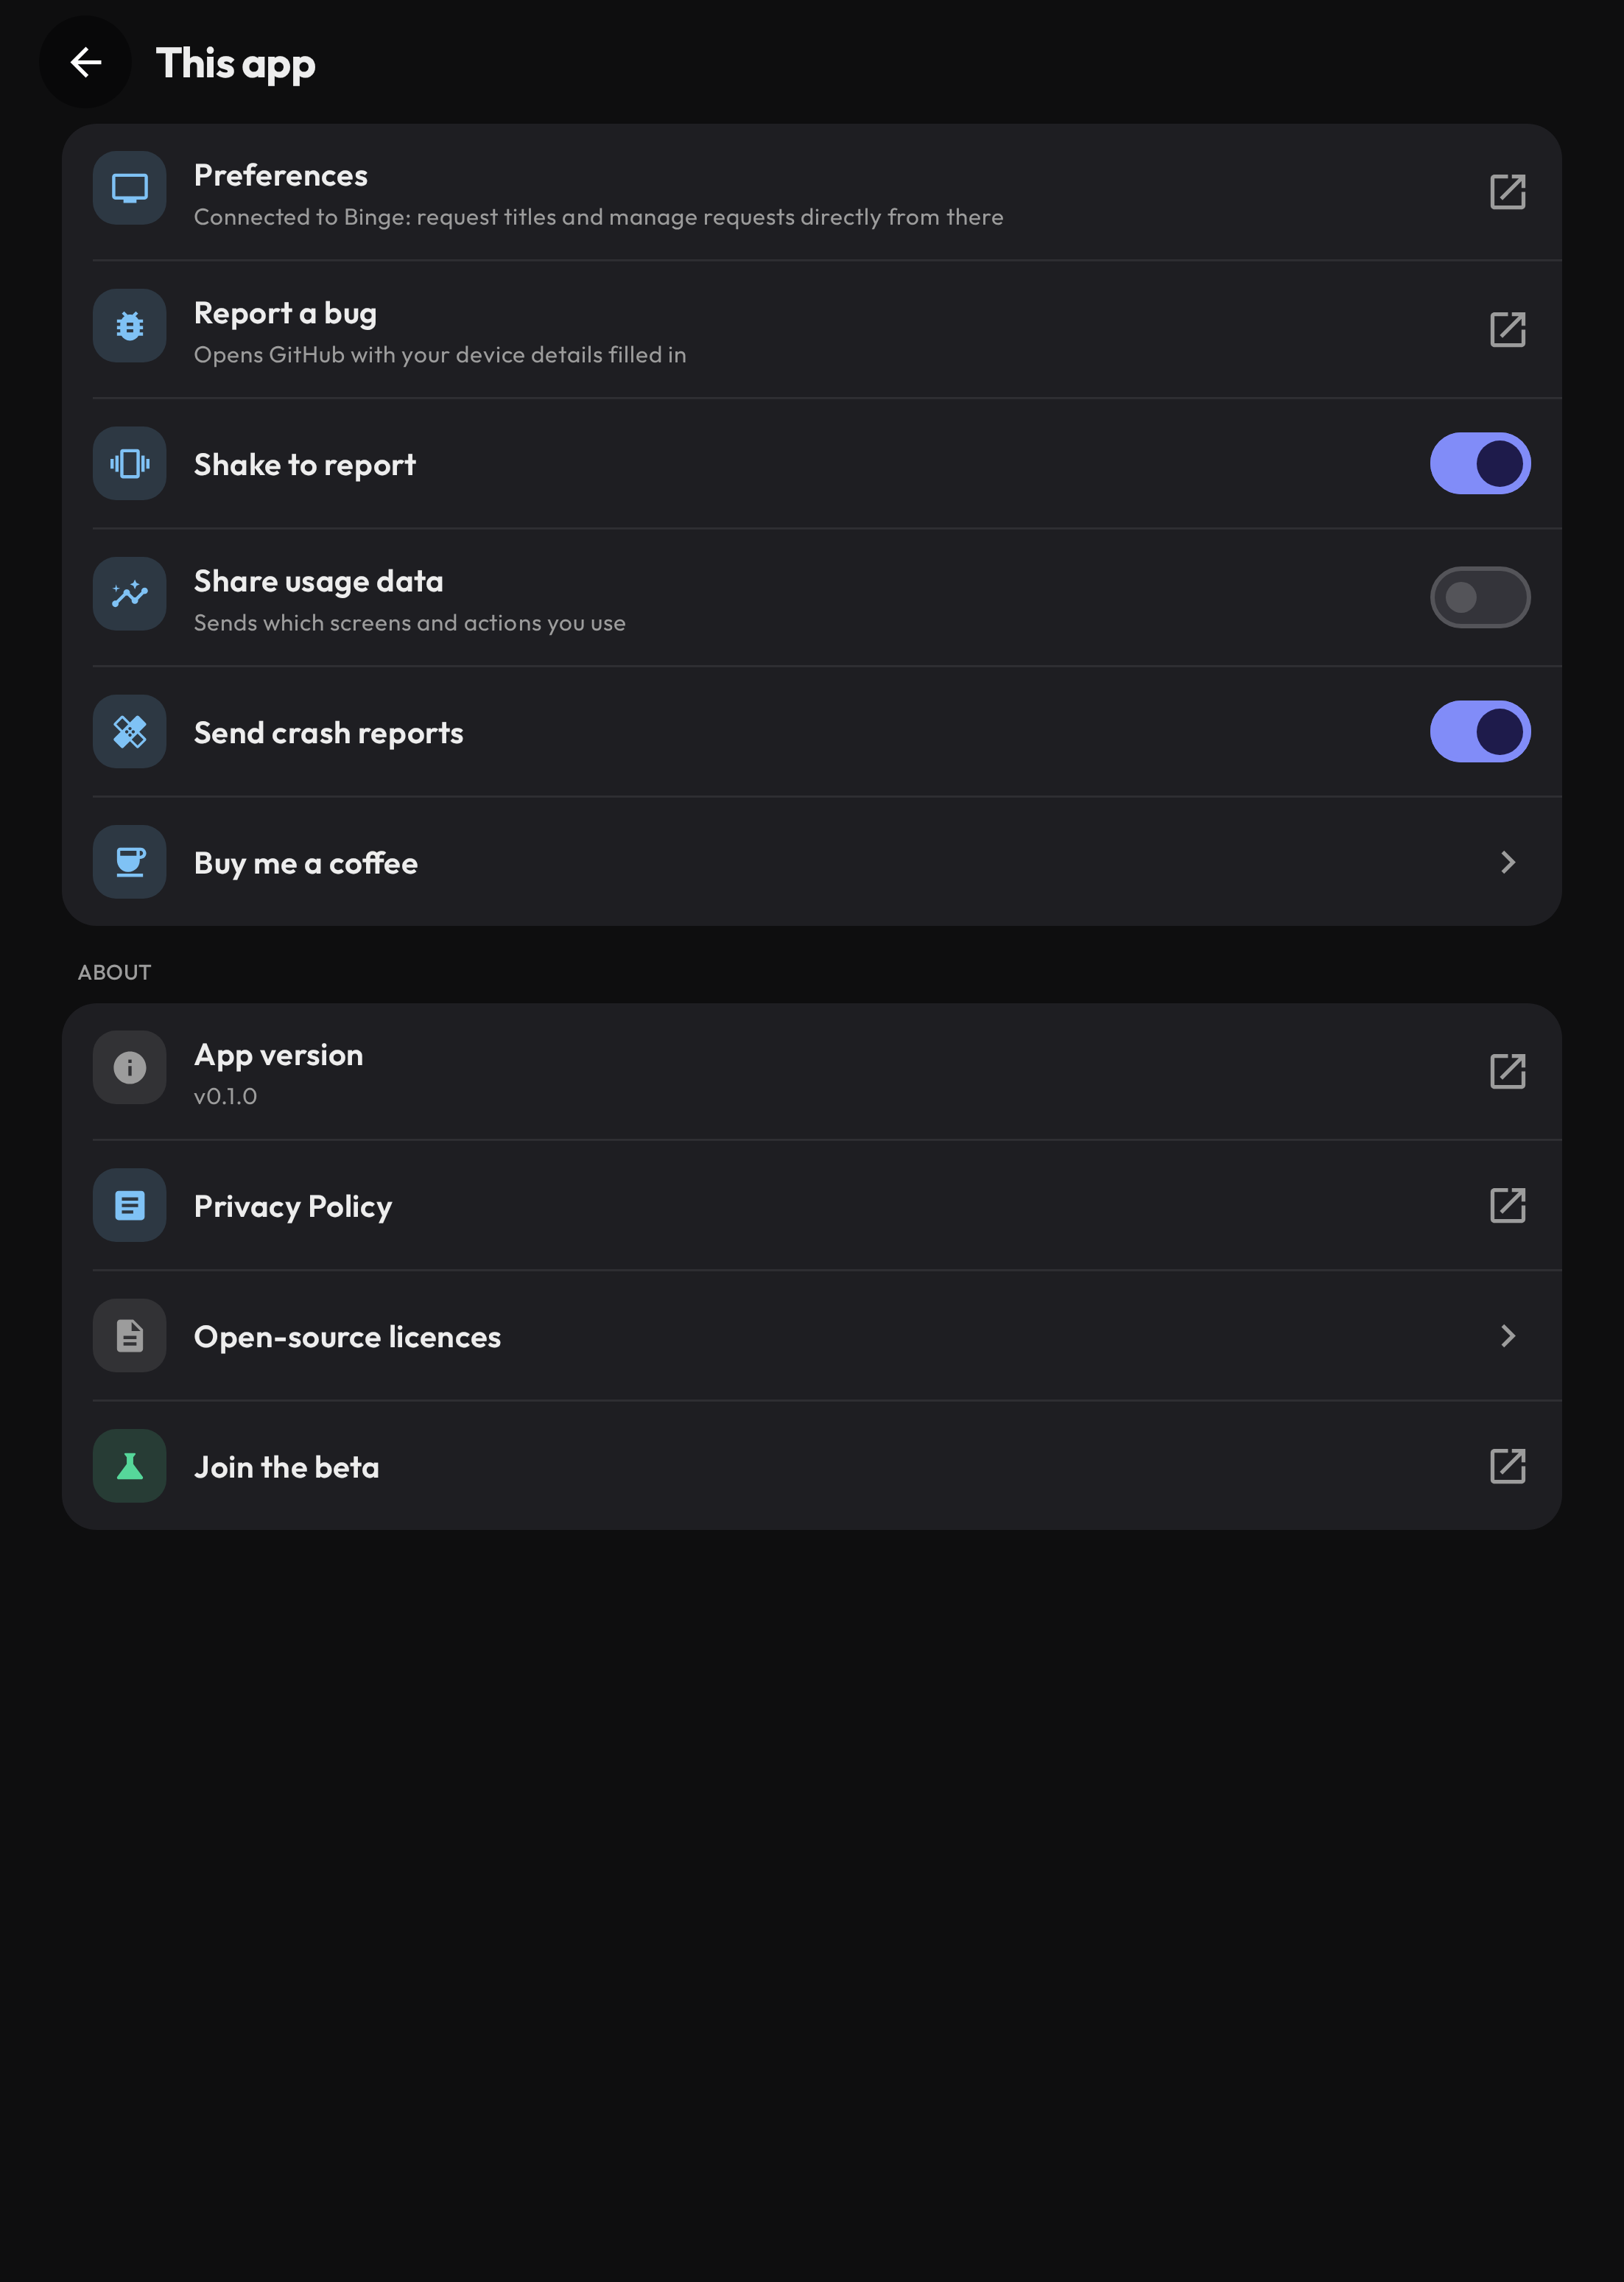 This app
Preferences
Connected to Binge: request titles and manage requests directly from there
Report a bug
Opens GitHub with your device details filled in
Shake to report
Share usage data
Sends which screens and actions you use
Send crash reports
Buy me a coffee
ABOUT
App version
v0.1.0
Privacy Policy
Open-source licences
Join the beta